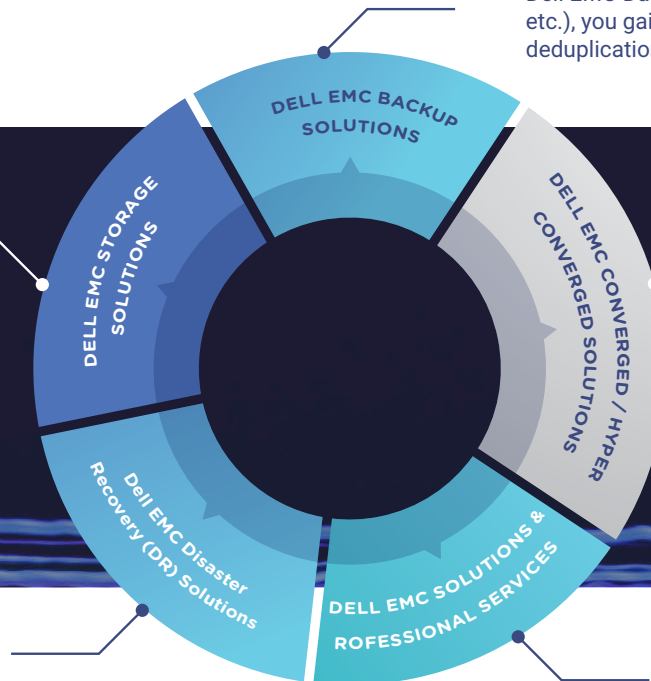 etc.), you gai
deduplication
DELL EMC BACKUP
SOLUTIONS
DELL EMC CONVERGED / HYPER
CONVERGED SOLUTIONS
DELL EMC SOLUTIONS &
ROFESSIONAL SERVICES
Dell EMC Disaster
Recovery (DR) Solutions
DELL EMC STORAGE
SOLUTIONS